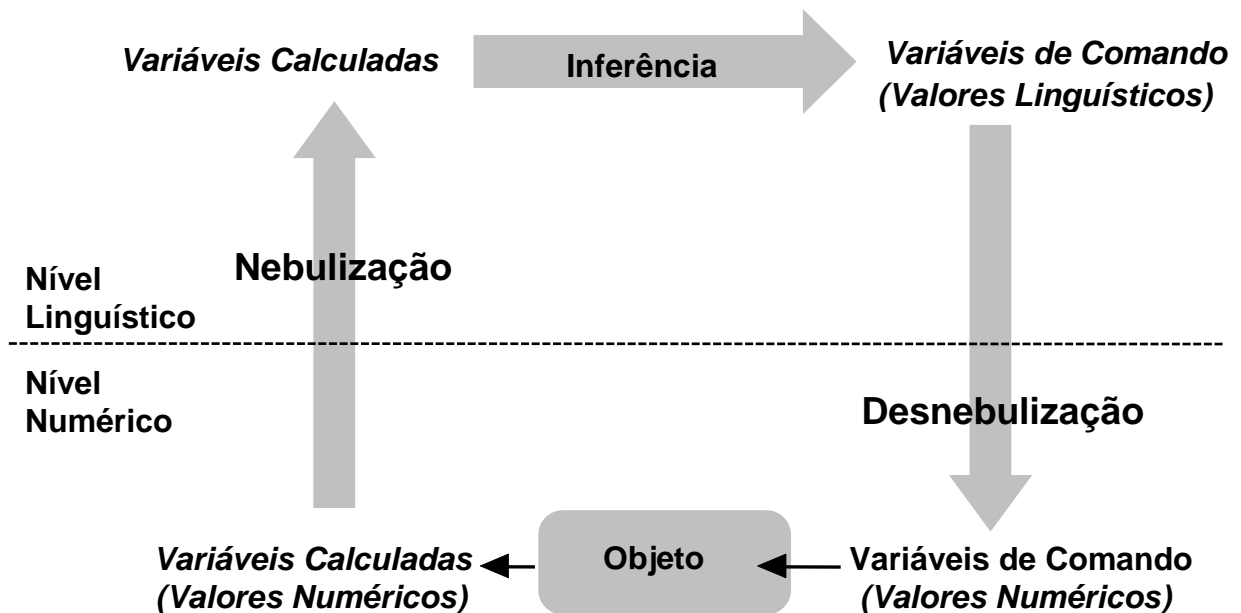 Variáveis Calculadas
Inferência
Variáveis de Comando
(Valores Linguísticos)
Nebulização
Nível
Linguístico
Nível
Numérico
Desnebulização
Variáveis Calculadas
(Valores Numéricos)
Objeto
Variáveis de Comando
(Valores Numéricos)